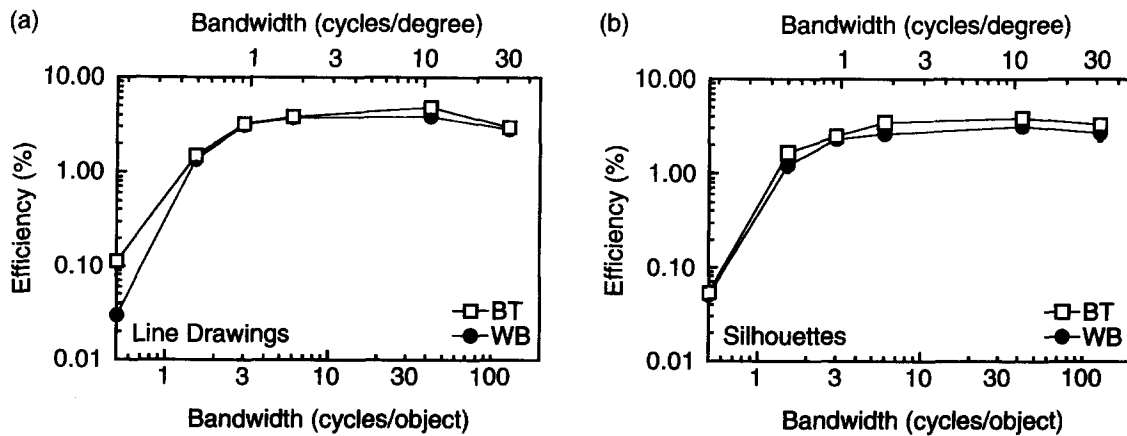 (a)
Bandwidth (cycles/degree)
1 3 10 30
Efficiency (%)
10.00
1.00
0.10
0.01
BT
WB
Line Drawings
1 3 10 30 100
Bandwidth (cycles/object)
(b)
Bandwidth (cycles/degree)
1 3 10 30
Efficiency (%)
10.00
1.00
0.10
0.01
BT
WB
Silhouettes
1 3 10 30 100
Bandwidth (cycles/object)